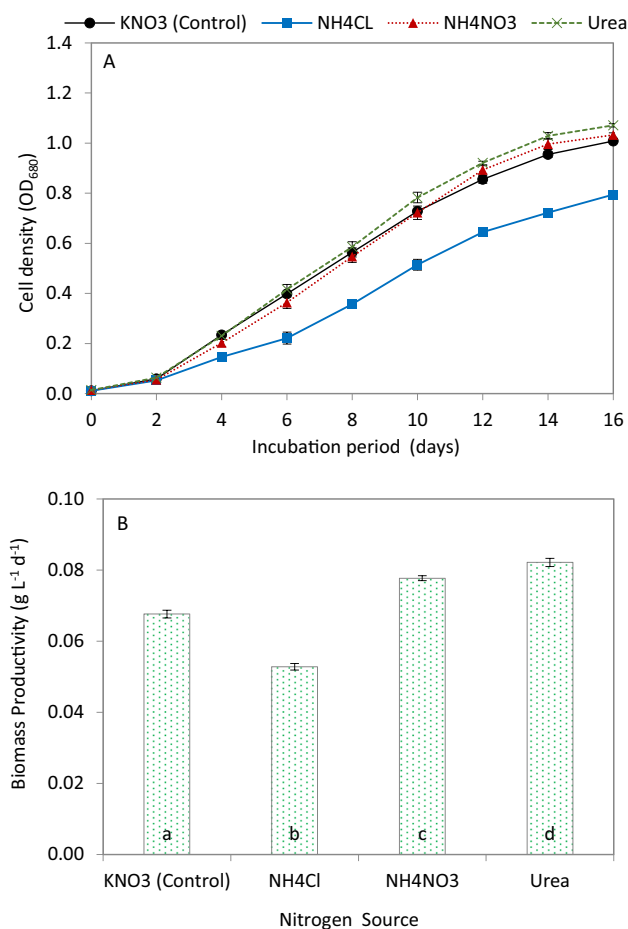 KNO3 (Control) NH4CL NH4NO3 Urea
A
1.4
1.2
1.0
0.8
0.6
0.4
0.2
0.0
Cell density (OD680)
0 2 4 6 8 10 12 14 16
Incubation period (days)
B
0.10
0.08
0.06
0.04
0.02
0.00
Biomass Productivity (g L-1 d-1)
a b c d
KNO3 (Control) NH4Cl NH4NO3 Urea
Nitrogen Source